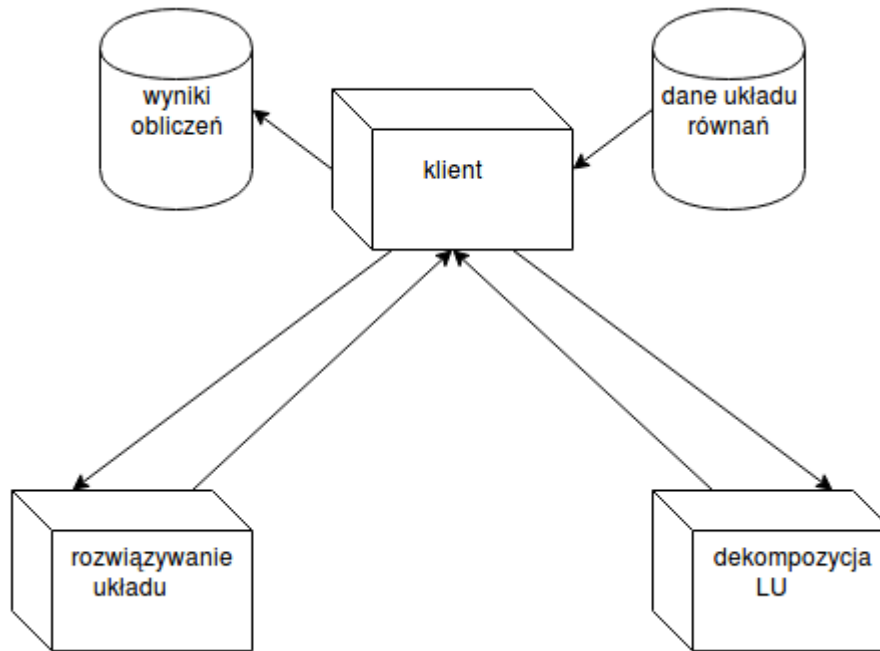 wyniki
obliczeń
klient
dane układu
równań
rozwiązywanie
układu
dekompozycja
LU